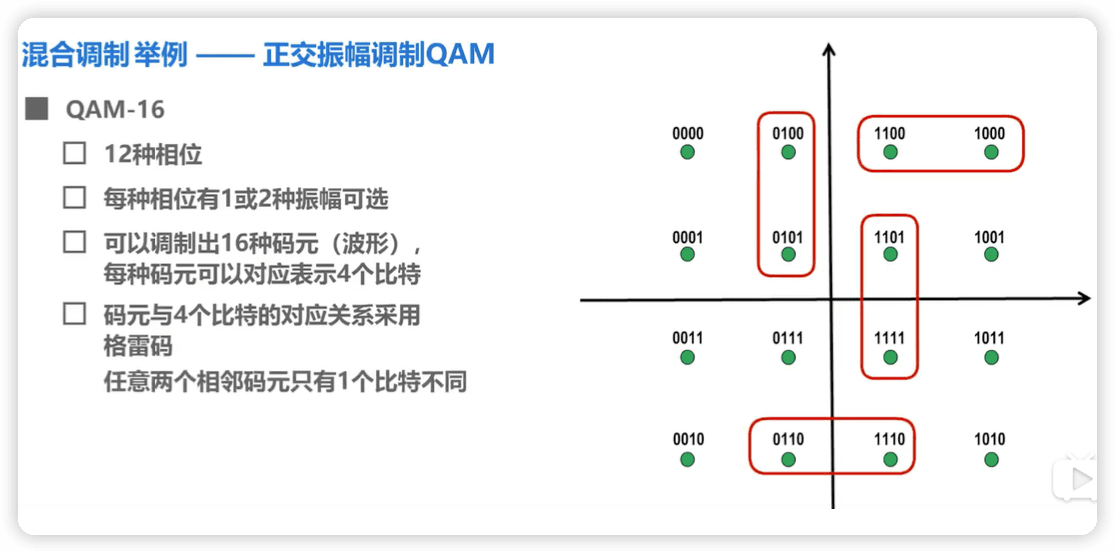 混合调制 举例 —— 正交振幅调制QAM
QAM-16
12种相位
每种相位有1或2种振幅可选
可以调制出16种码元（波形），
每种码元可以对应表示4个比特
码元与4个比特的对应关系采用
格雷码
任意两个相邻码元只有1个比特不同
0000 0100 1100 1000
0001 0101 1101 1001
0011 0111 1111 1011
0010 0110 1110 1010